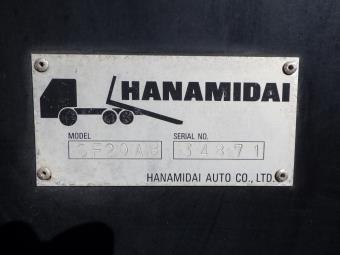 HANAMIDAI
MODEL SERIAL NO.
34871
HANAMIDAI AUTO CO., LTD.